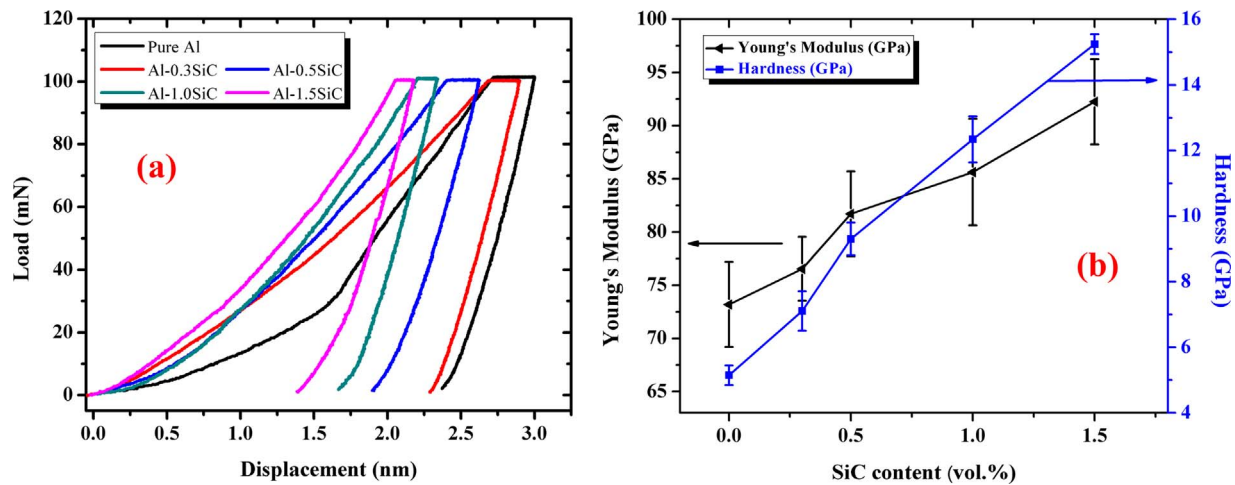 120
100
80
60
40
20
0
Load (mN)
Pure Al
Al-0.3SiC Al-0.5SiC
Al-1.0SiC Al-1.5SiC
(a)
0.0 0.5 1.0 1.5 2.0 2.5 3.0
Displacement (nm)
100
95
90
85
80
75
70
65
Young's Modulus (GPa)
Young's Modulus (GPa)
Hardness (GPa)
(b)
16
14
12
10
8
6
4
Hardness (GPa)
0.0 0.5 1.0 1.5
SiC content (vol.%)